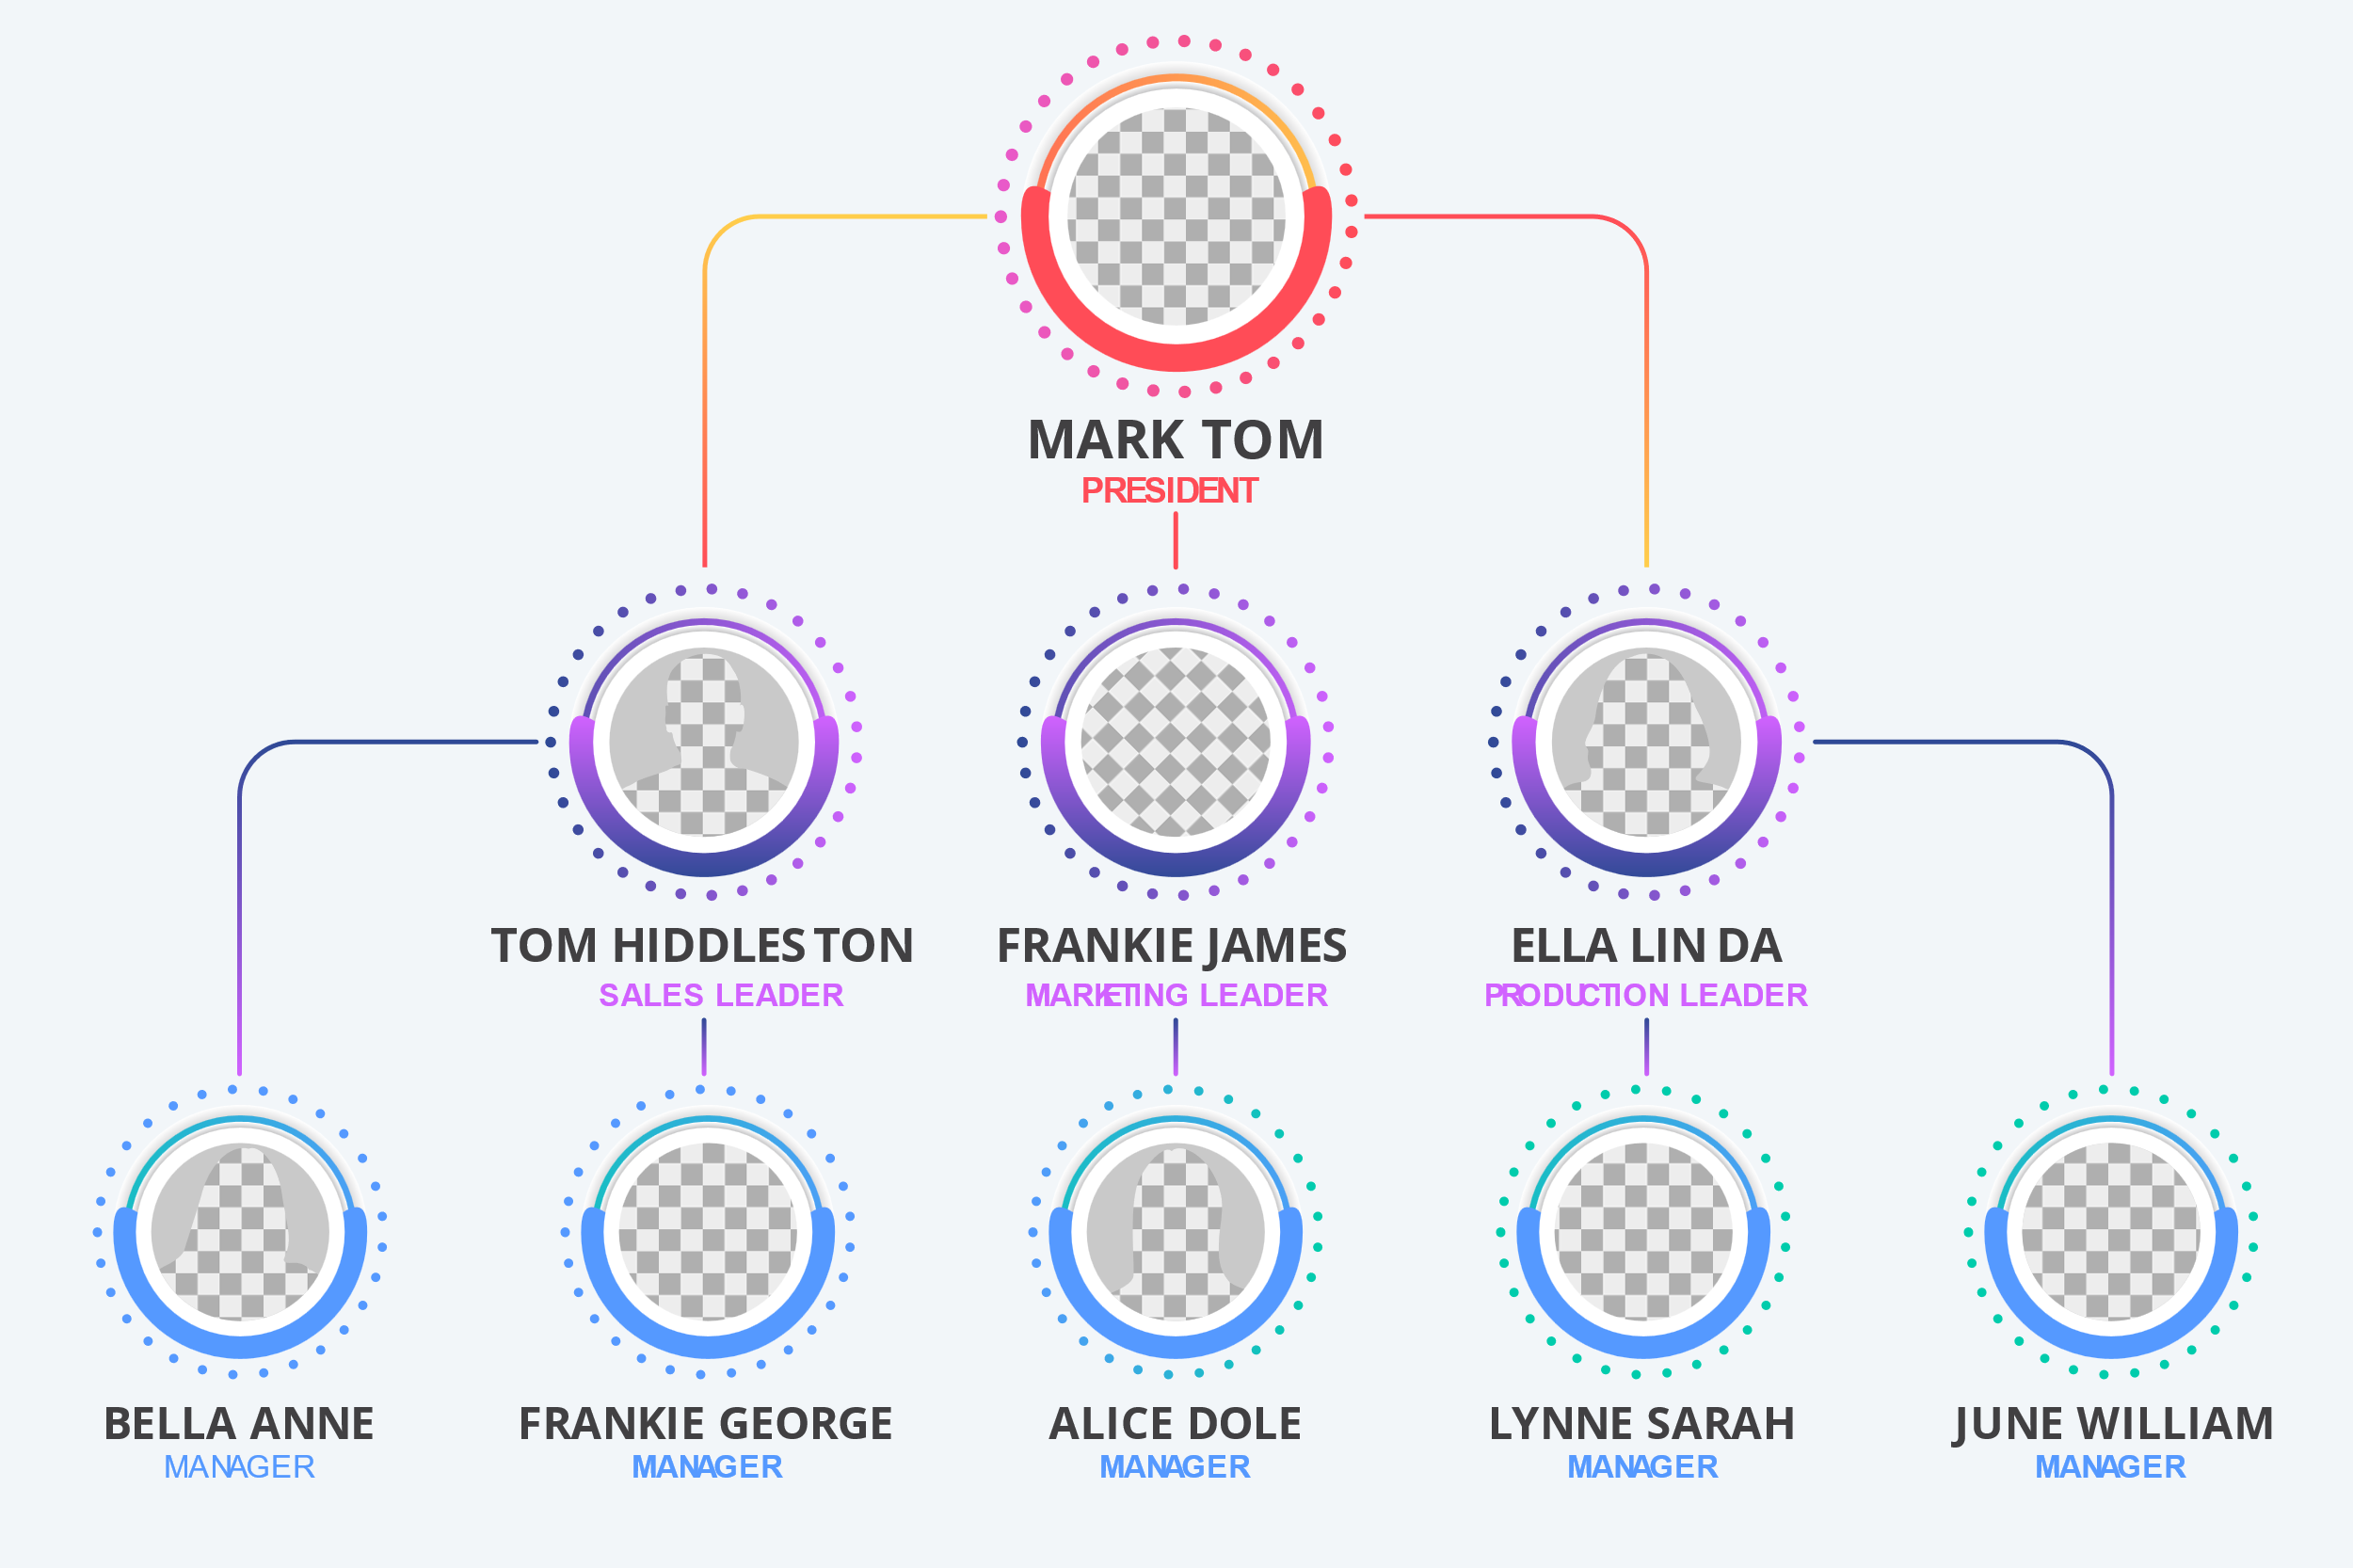 MARK TOM
PRESIDENT
TOM HIDDLESTON
SALES LEADER
FRANKIE JAMES
MARKETING LEADER
ELLA LINDA
PRODUCTION LEADER
BELLA ANNE
MANAGER
FRANKIE GEORGE
MANAGER
ALICE DOLE
MANAGER
LYNNE SARAH
MANAGER
JUNE WILLIAM
MANAGER